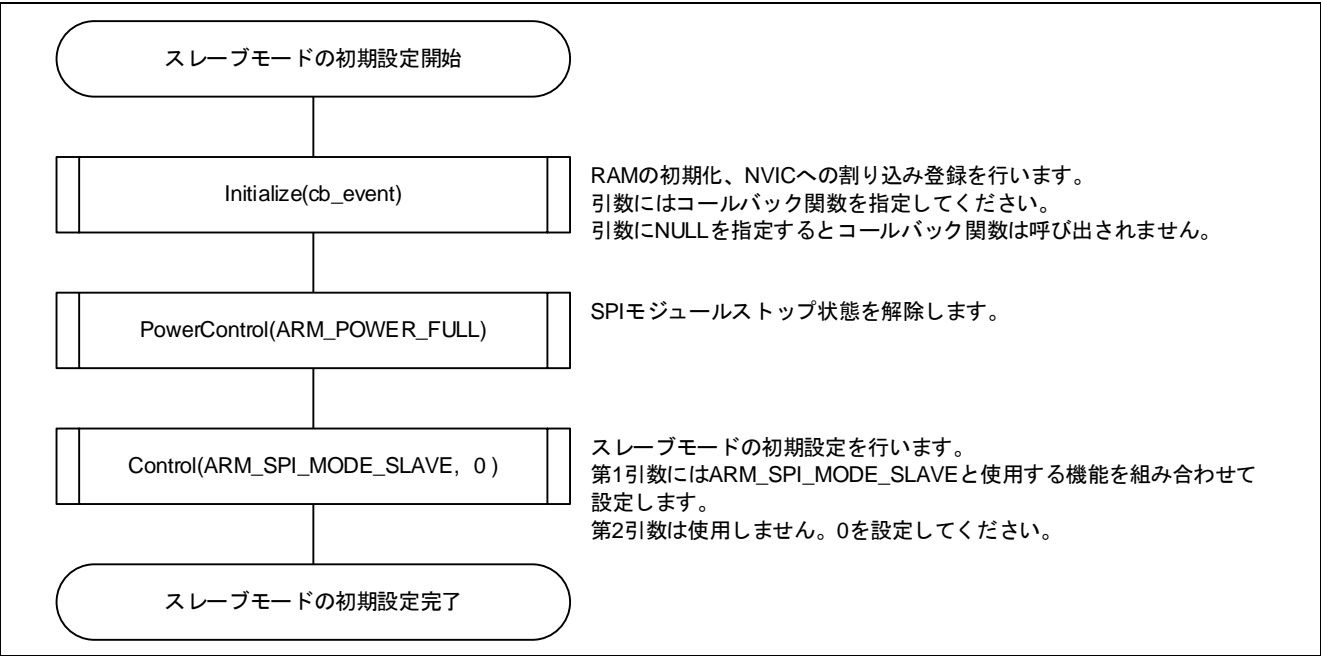 スレーブモードの初期設定開始
Initialize(cb_event)
RAMの初期化、NVICへの割り込み登録を行います。
引数にはコールバック関数を指定してください。
引数にNULLを指定するとコールバック関数は呼び出されません。
PowerControl(ARM_POWER_FULL)
SPIモジュールストップ状態を解除します。
Control(ARM_SPI_MODE_SLAVE, 0 )
スレーブモードの初期設定を行います。
第1引数にはARM_SPI_MODE_SLAVEと使用する機能を組み合わせて
設定します。
第2引数は使用しません。0を設定してください。
スレーブモードの初期設定完了